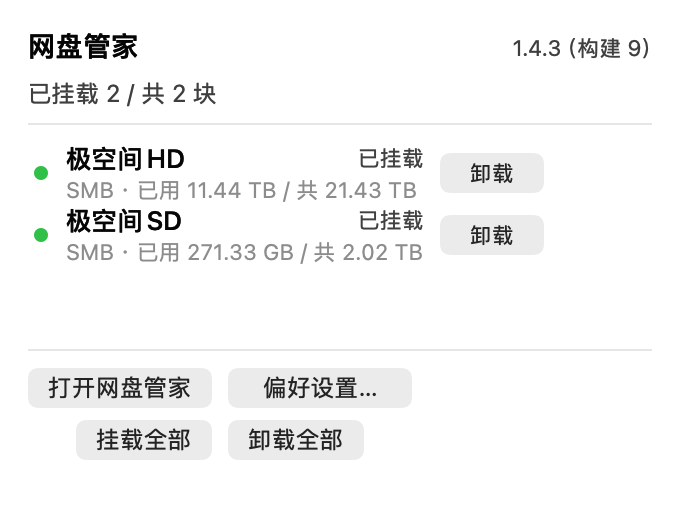 网盘管家 1.4.3 (构建 9)
已挂载 2 / 共 2 块
极空间 HD 已挂载 卸载
SMB · 已用 11.44 TB / 共 21.43 TB
极空间 SD 已挂载 卸载
SMB · 已用 271.33 GB / 共 2.02 TB
打开网盘管家 偏好设置...
挂载全部 卸载全部